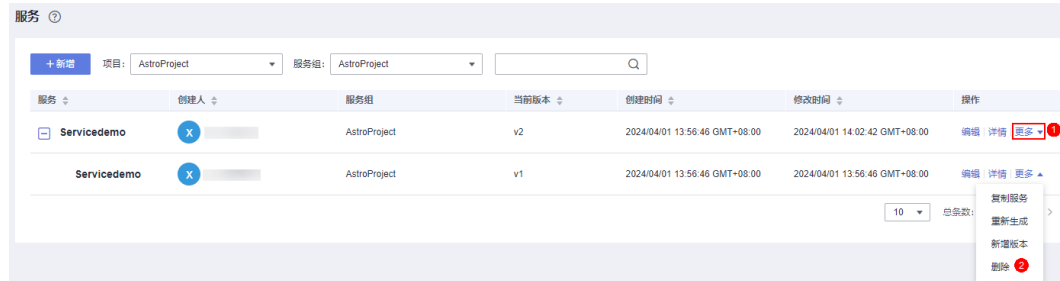 服务 ?
+新增 项目: AstroProject 服务组: AstroProject
服务 创建人 服务组 当前版本 创建时间 修改时间 操作
Servicedemo X AstroProject v2 2024/04/01 13:56:46 GMT+08:00 2024/04/01 14:02:42 GMT+08:00 编辑 详情 更多 1
Servicedemo X AstroProject v1 2024/04/01 13:56:46 GMT+08:00 2024/04/01 13:56:46 GMT+08:00 编辑 详情 更多
10 总条数:
复制服务
重新生成
新增版本
删除 2